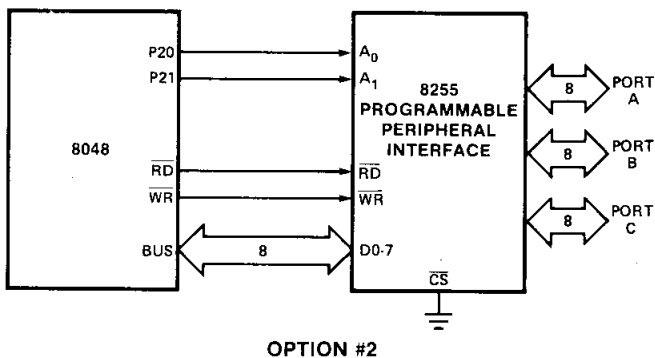 P20
P21
8048
RD
WR
BUS
8
A0
A1
8255
PROGRAMMABLE
PERIPHERAL
INTERFACE
RD
WR
D0-7
CS
8
PORT
A
8
PORT
B
8
PORT
C
OPTION #2